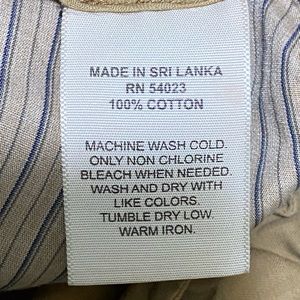 MADE IN SRI LANKA
RN 54023
100% COTTON
MACHINE WASH COLD.
ONLY NON CHLORINE
BLEACH WHEN NEEDED.
WASH AND DRY WITH
LIKE COLORS.
TUMBLE DRY LOW.
WARM IRON.